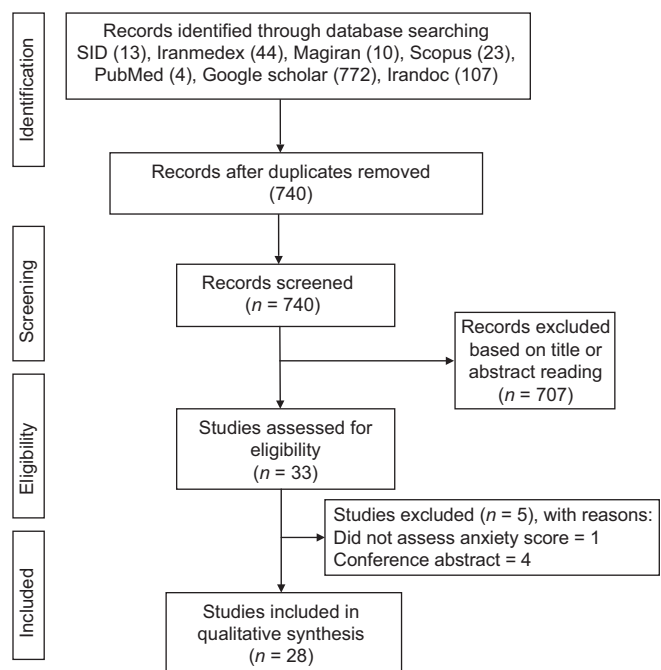 Identification
Records identified through database searching
SID (13), Iranmedex (44), Magiran (10), Scopus (23),
PubMed (4), Google scholar (772), Irandoc (107)
Records after duplicates removed
(740)
Screening
Records screened
(n = 740)
Records excluded
based on title or
abstract reading
(n = 707)
Eligibility
Studies assessed for
eligibility
(n = 33)
Studies excluded (n = 5), with reasons:
Did not assess anxiety score = 1
Conference abstract = 4
Included
Studies included in
qualitative synthesis
(n = 28)